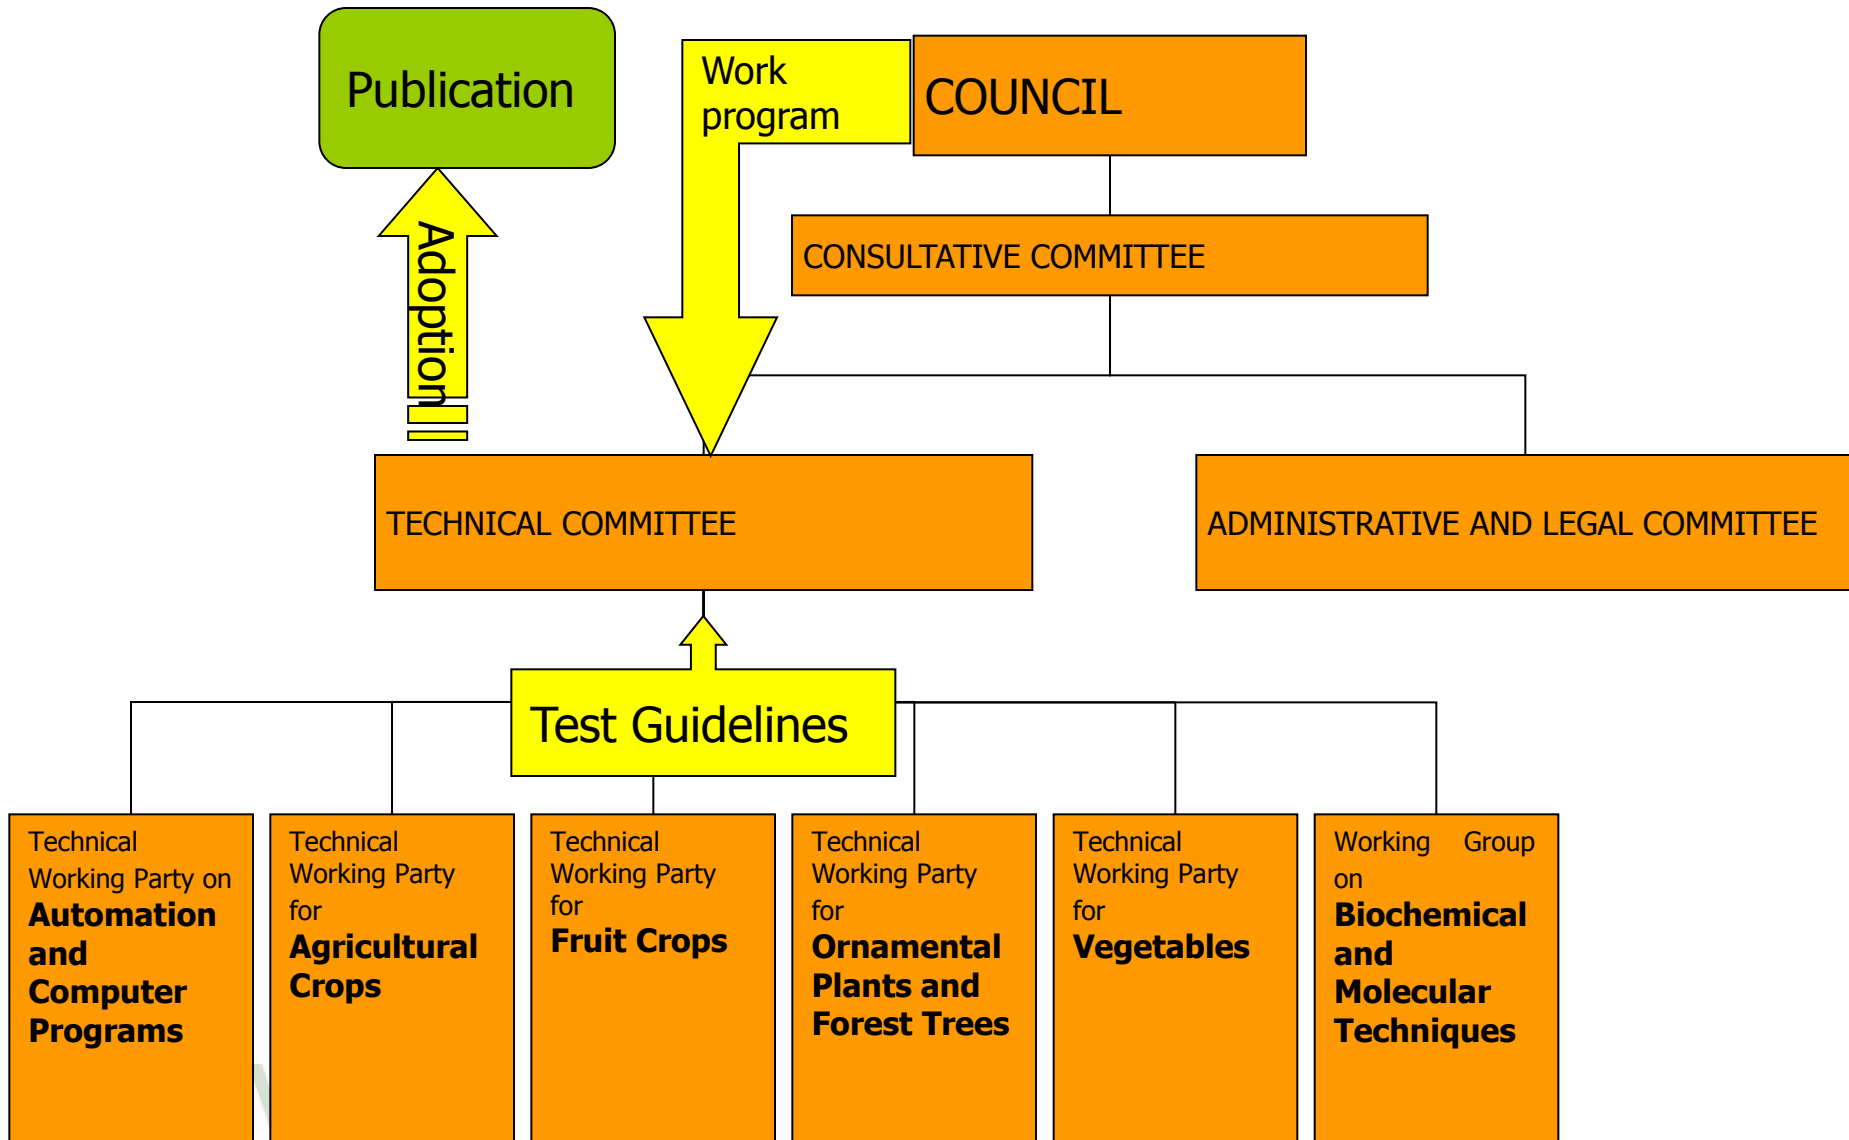 Publication
Work
program
COUNCIL
Adoption
CONSULTATIVE COMMITTEE
TECHNICAL COMMITTEE
ADMINISTRATIVE AND LEGAL COMMITTEE
Test Guidelines
Technical
Working Party on
Automation
and
Computer
Programs
Technical
Working Party
for
Agricultural
Crops
Technical
Working Party
for
Fruit Crops
Technical
Working Party
for
Ornamental
Plants and
Forest Trees
Technical
Working Party
for
Vegetables
Working Group
on
Biochemical
and
Molecular
Techniques